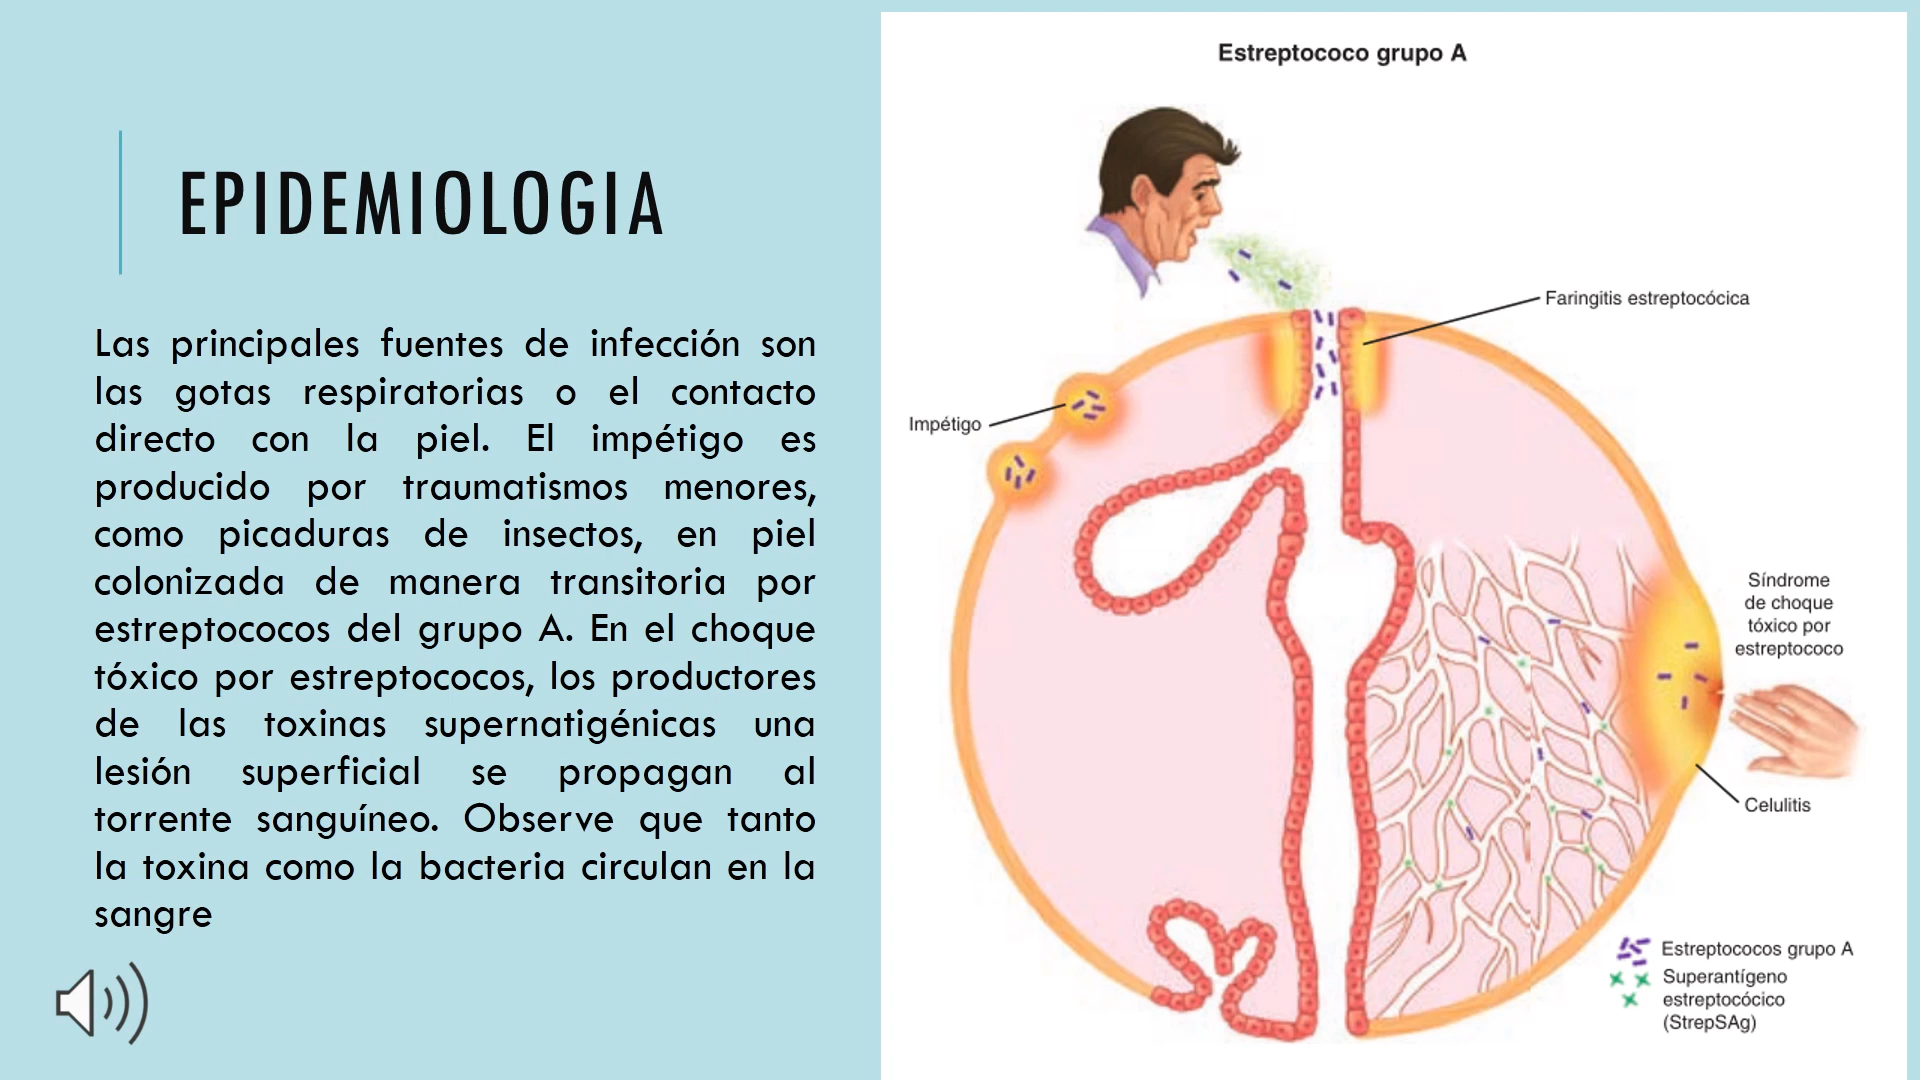 EPIDEMIOLOGIA
Las principales fuentes de infección son
las gotas respiratorias o el contacto
directo con la piel. El impétigo es
producido por traumatismos menores,
como picaduras de insectos, en piel
colonizada de manera transitoria por
estreptococos del grupo A. En el choque
tóxico por estreptococos, los productores
de las toxinas supernatigénicas una
lesión superficial se propagan al
torrente sanguíneo. Observe que tanto
la toxina como la bacteria circulan en la
sangre
Estreptococo grupo A
Faringitis estreptocócica
Impétigo
Síndrome
de choque
tóxico por
estreptococo
Celulitis
Estreptococos grupo A
Superantígeno
estreptocócico
(StrepSAg)